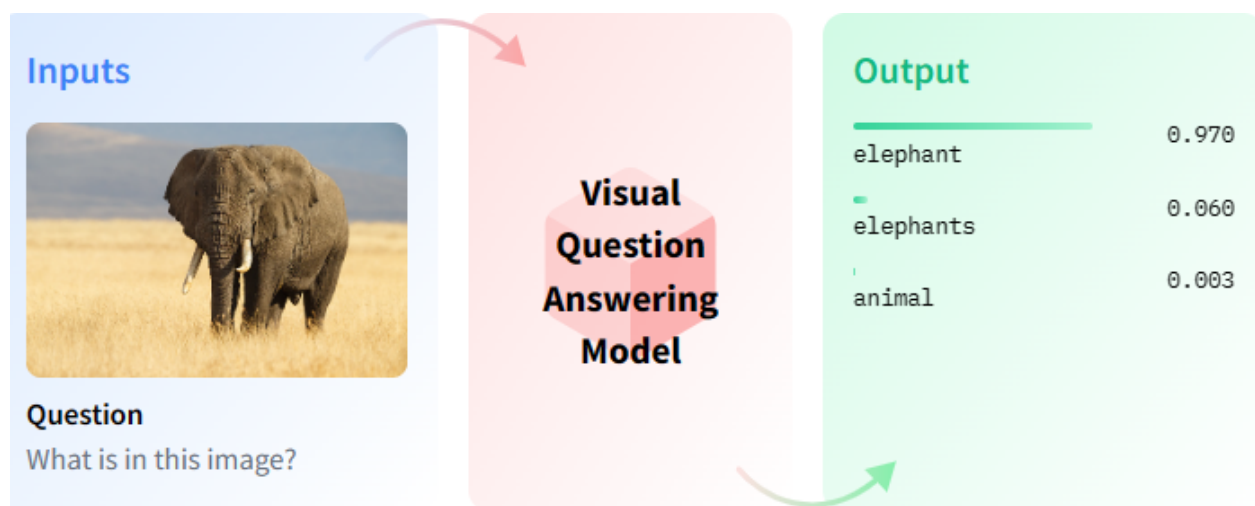 Inputs
Question
What is in this image?
Visual
Question
Answering
Model
Output
0.970
elephant
0.060
elephants
0.003
animal